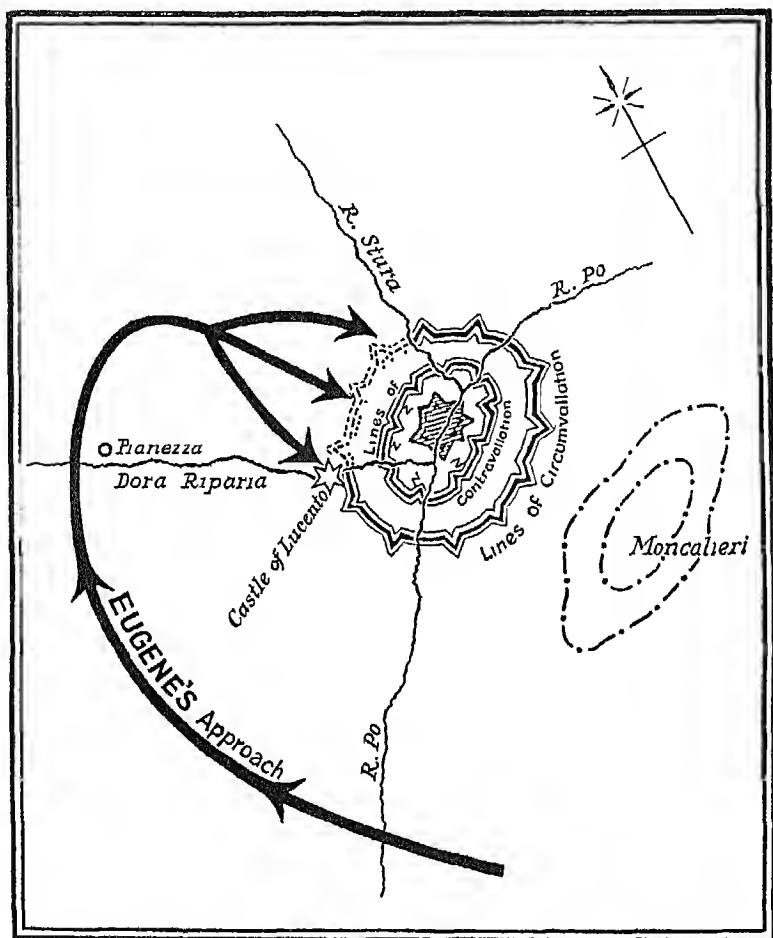 R. Stura
R. Po
Lines of
Contravallation
Lines of Circumvallation
Pianezza
Dora Riparia
Castle of Lucento
Moncalieri
EUGENE'S Approach
R. Po